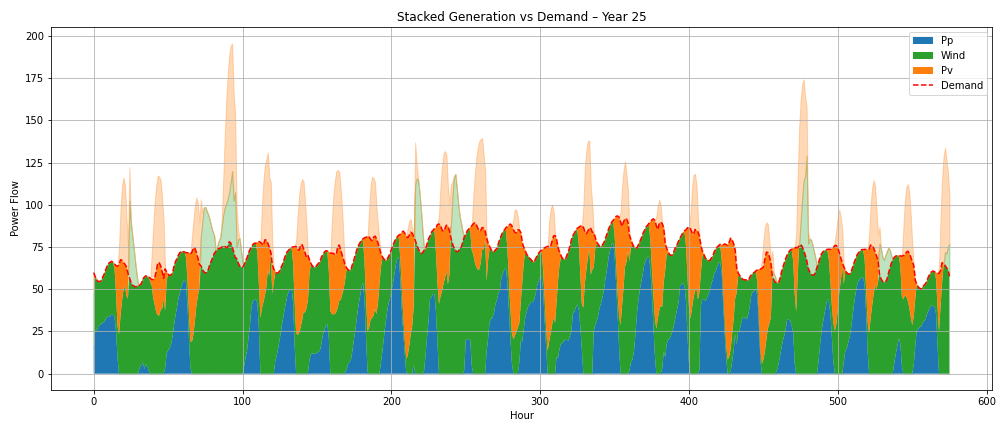 Stacked Generation vs Demand – Year 25
200
175
150
125
100
75
50
25
0
Power Flow
0
100
200
300
400
500
600
Hour
Pp
Wind
Pv
Demand